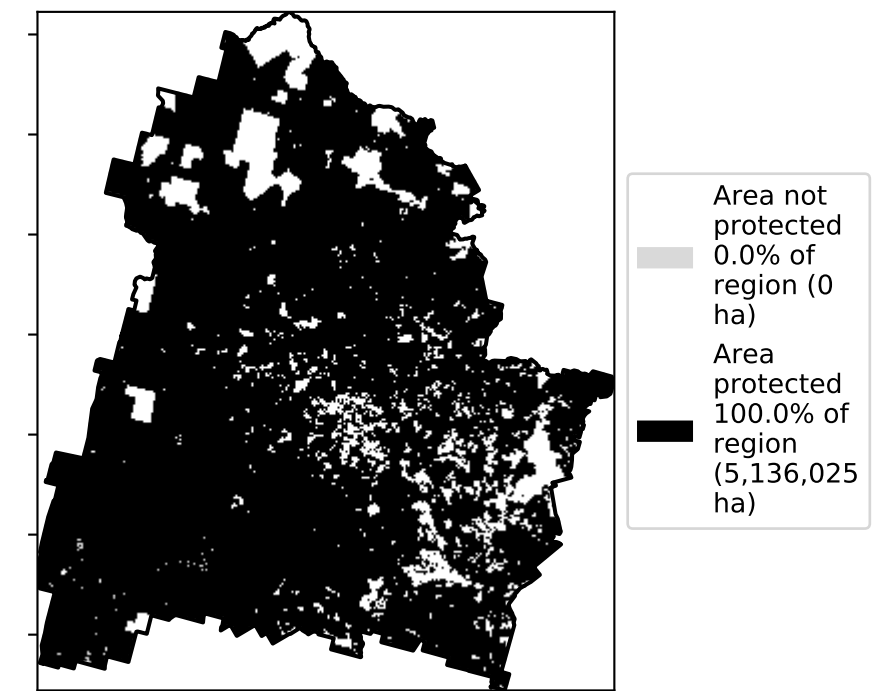 Area not
protected
0.0% of
region (0
ha)
Area
protected
100.0% of
region
(5,136,025
ha)